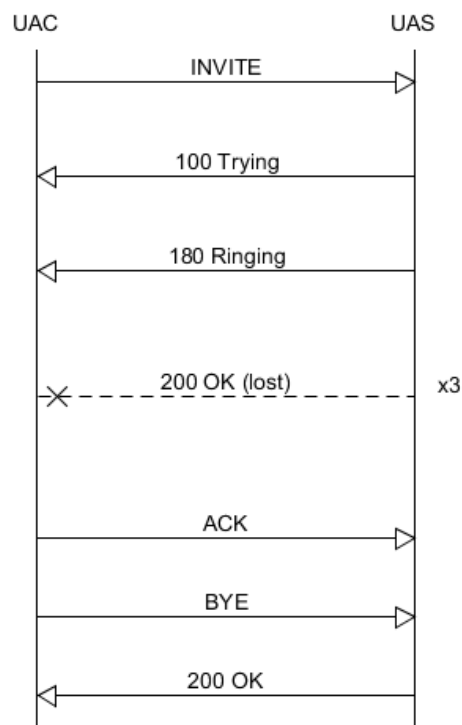 UAC UAS
INVITE
100 Trying
180 Ringing
200 OK (lost) x3
ACK
BYE
200 OK